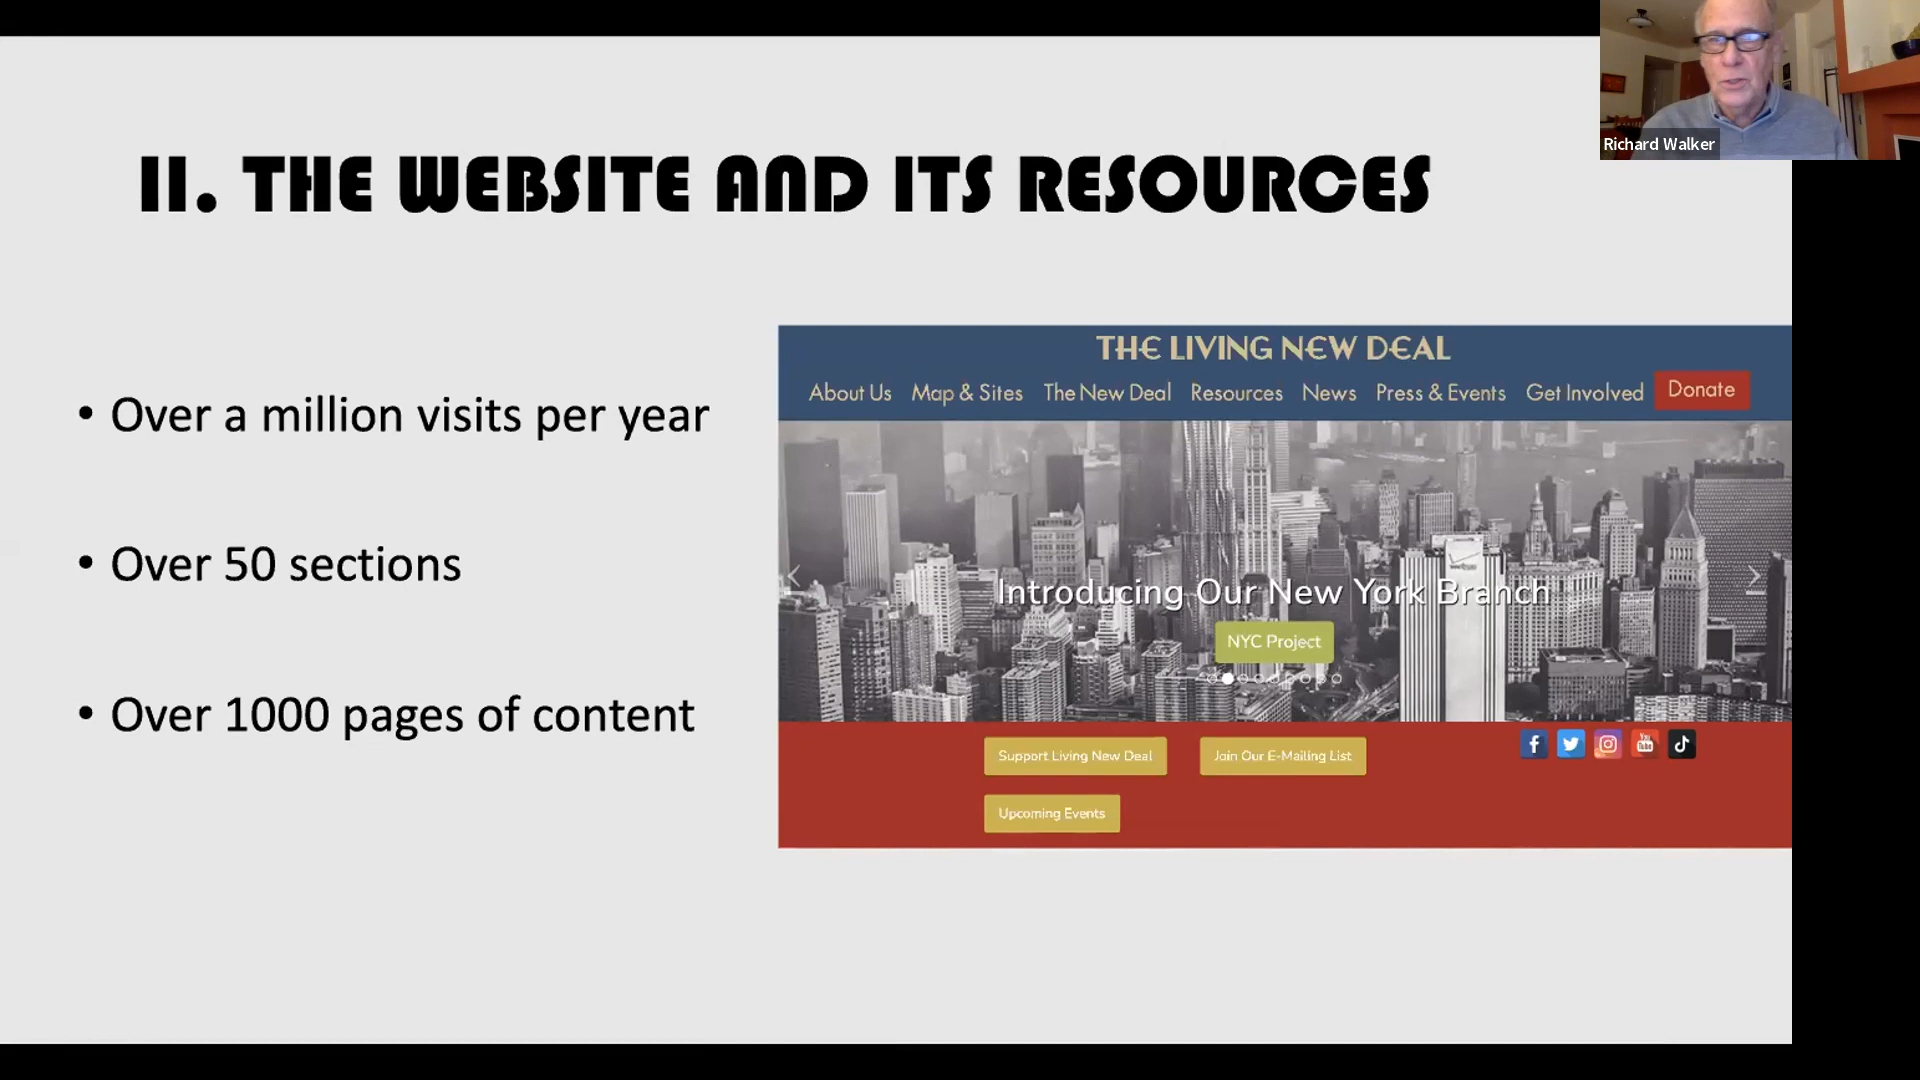 Richard Walker
II. THE WEBSITE AND ITS RESOURCES
• Over a million visits per year
• Over 50 sections
• Over 1000 pages of content
THE LIVING NEW DEAL
About Us Map & Sites The New Deal Resources News Press & Events Get Involved Donate
Introducing Our New York Branch
NYC Project
Support Living New Deal Join Our E-Mailing List
You Tube
Upcoming Events